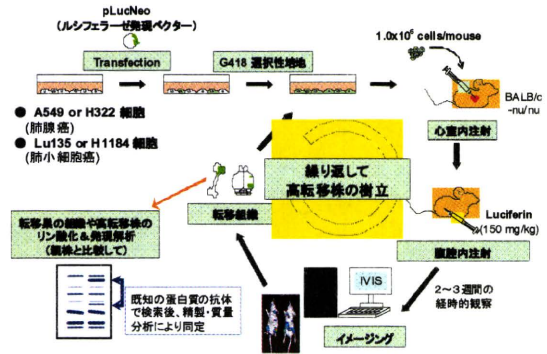 pLucNeo
(ルシフェラーゼ発現ベクター)
Transfection
G418 選択性培地
1.0x10⁶ cells/mouse
● A549 or H322 細胞
(肺腺癌)
● Lu135 or H1184 細胞
(肺小細胞癌)
BALB/c
-nu/nu
心室内注射
繰り返して
高転移株の樹立
転移組織
転移巣の組織や高転移株の
リン酸化&発現解析
(親株と比較して)
Luciferin
(150 mg/kg)
腹腔内注射
既知の蛋白質の抗体
で検索後、精製・質量
分析により同定
IVIS
イメージング
2~3週間の
経時的観察